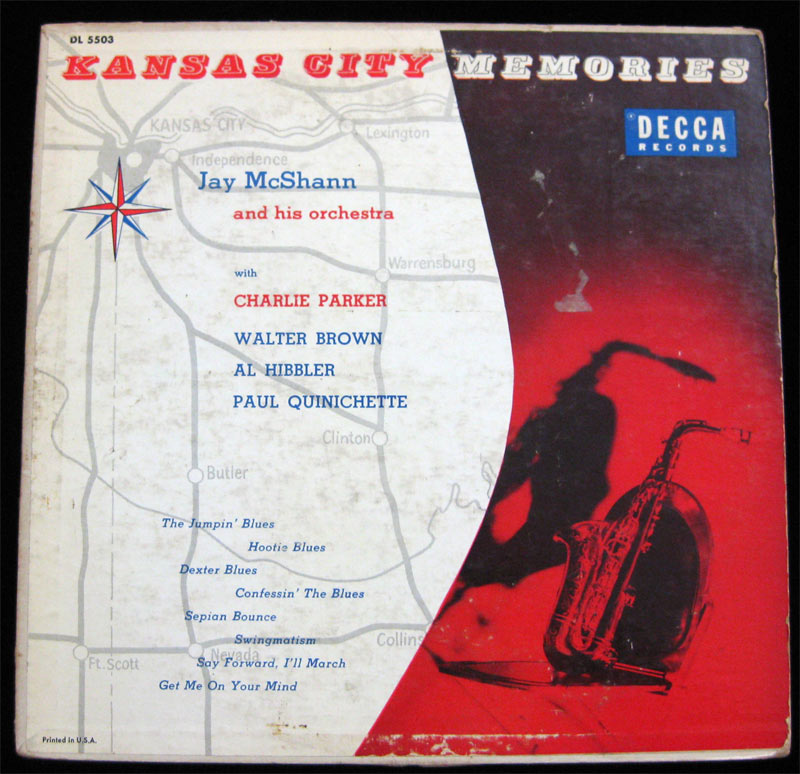 DL 5503
KANSAS CITY MEMORIES
DECCA
RECORDS
KANSAS CITY
Lexington
Independence
Jay McShann
and his orchestra
Warrensburg
with
CHARLIE PARKER
WALTER BROWN
AL HIBBLER
PAUL QUINICHETTE
Clinton
Butler
The Jumpin' Blues
Hootie Blues
Dexter Blues
Confessin' The Blues
Sepian Bounce
Swingmatism
Collins
Ft. Scott
Nevada
Say Forward, I'll March
Get Me On Your Mind
Printed in U.S.A.